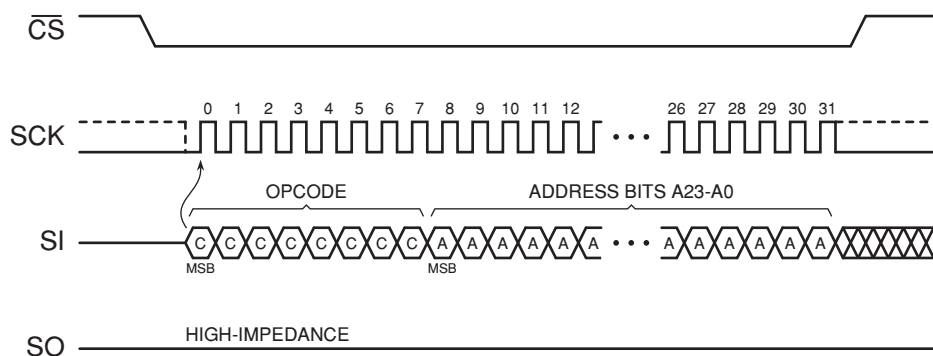 CS
0 1 2 3 4 5 6 7 8 9 10 11 12 26 27 28 29 30 31
SCK
• • •
OPCODE ADDRESS BITS A23-A0
SI C C C C C C C C A A A A A A • • • A A A A A A
MSB MSB
HIGH-IMPEDANCE
SO